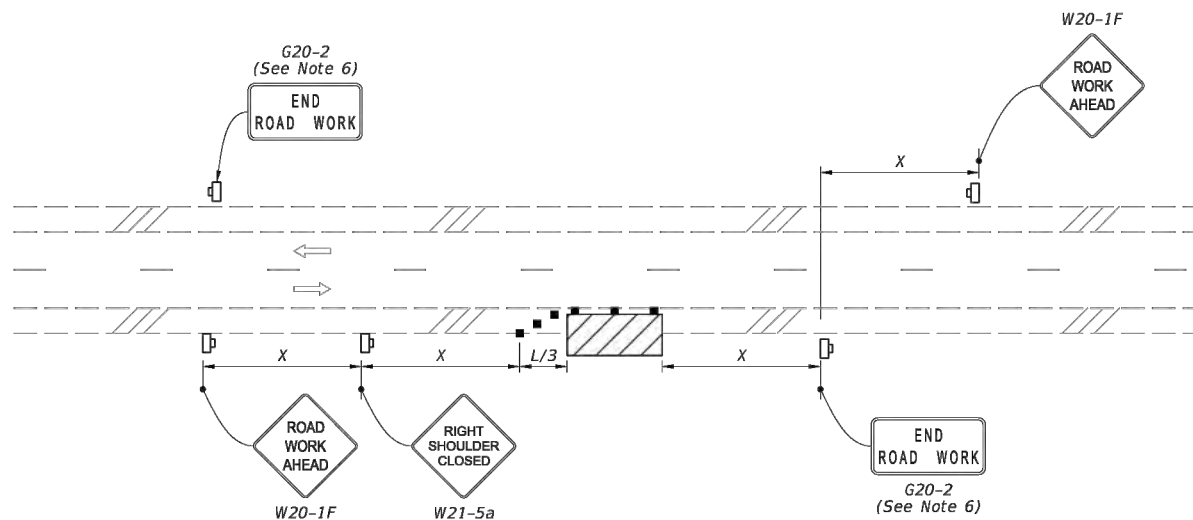 W20-1F
ROAD
WORK
AHEAD
G20-2
(See Note 6)
END
ROAD WORK
X
X
X
L/3
X
ROAD
WORK
AHEAD
W20-1F
RIGHT
SHOULDER
CLOSED
W21-5a
END
ROAD WORK
G20-2
(See Note 6)